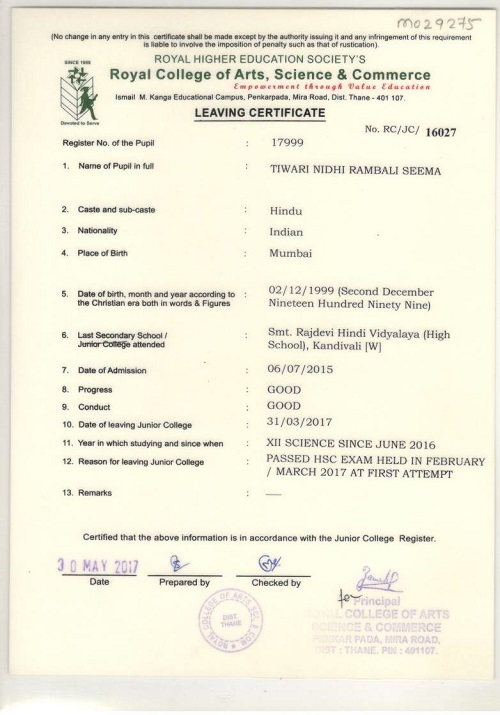 M029275
(No change in any entry in this certificate shall be made except by the authority issuing it and any infringement of this requirement
is liable to involve the imposition of penalty such as that of rustication).
SINCE 1989
ROYAL HIGHER EDUCATION SOCIETY'S
Royal College of Arts, Science & Commerce
Empowerment through Value Education
Ismail M. Kanga Educational Campus, Penkarpada, Mira Road, Dist. Thane - 401 107.
Devoted to Serve
LEAVING CERTIFICATE
No. RC/JC/ 16027
Register No. of the Pupil : 17999
1. Name of Pupil in full : TIWARI NIDHI RAMBALI SEEMA
2. Caste and sub-caste : Hindu
3. Nationality : Indian
4. Place of Birth : Mumbai
5. Date of birth, month and year according to : 02/12/1999 (Second December
the Christian era both in words & Figures Nineteen Hundred Ninety Nine)
6. Last Secondary School / : Smt. Rajdevi Hindi Vidyalaya (High
Junior College attended School), Kandivali [W]
7. Date of Admission : 06/07/2015
8. Progress : GOOD
9. Conduct : GOOD
10. Date of leaving Junior College : 31/03/2017
11. Year in which studying and since when : XII SCIENCE SINCE JUNE 2016
12. Reason for leaving Junior College : PASSED HSC EXAM HELD IN FEBRUARY
/ MARCH 2017 AT FIRST ATTEMPT
13. Remarks : —
Certified that the above information is in accordance with the Junior College Register.
30 MAY 2017
Date Prepared by Checked by
for Principal
ROYAL COLLEGE OF ARTS
SCIENCE & COMMERCE
PENKAR PADA, MIRA ROAD,
DIST : THANE. PIN : 401107.
DIST.
THANE